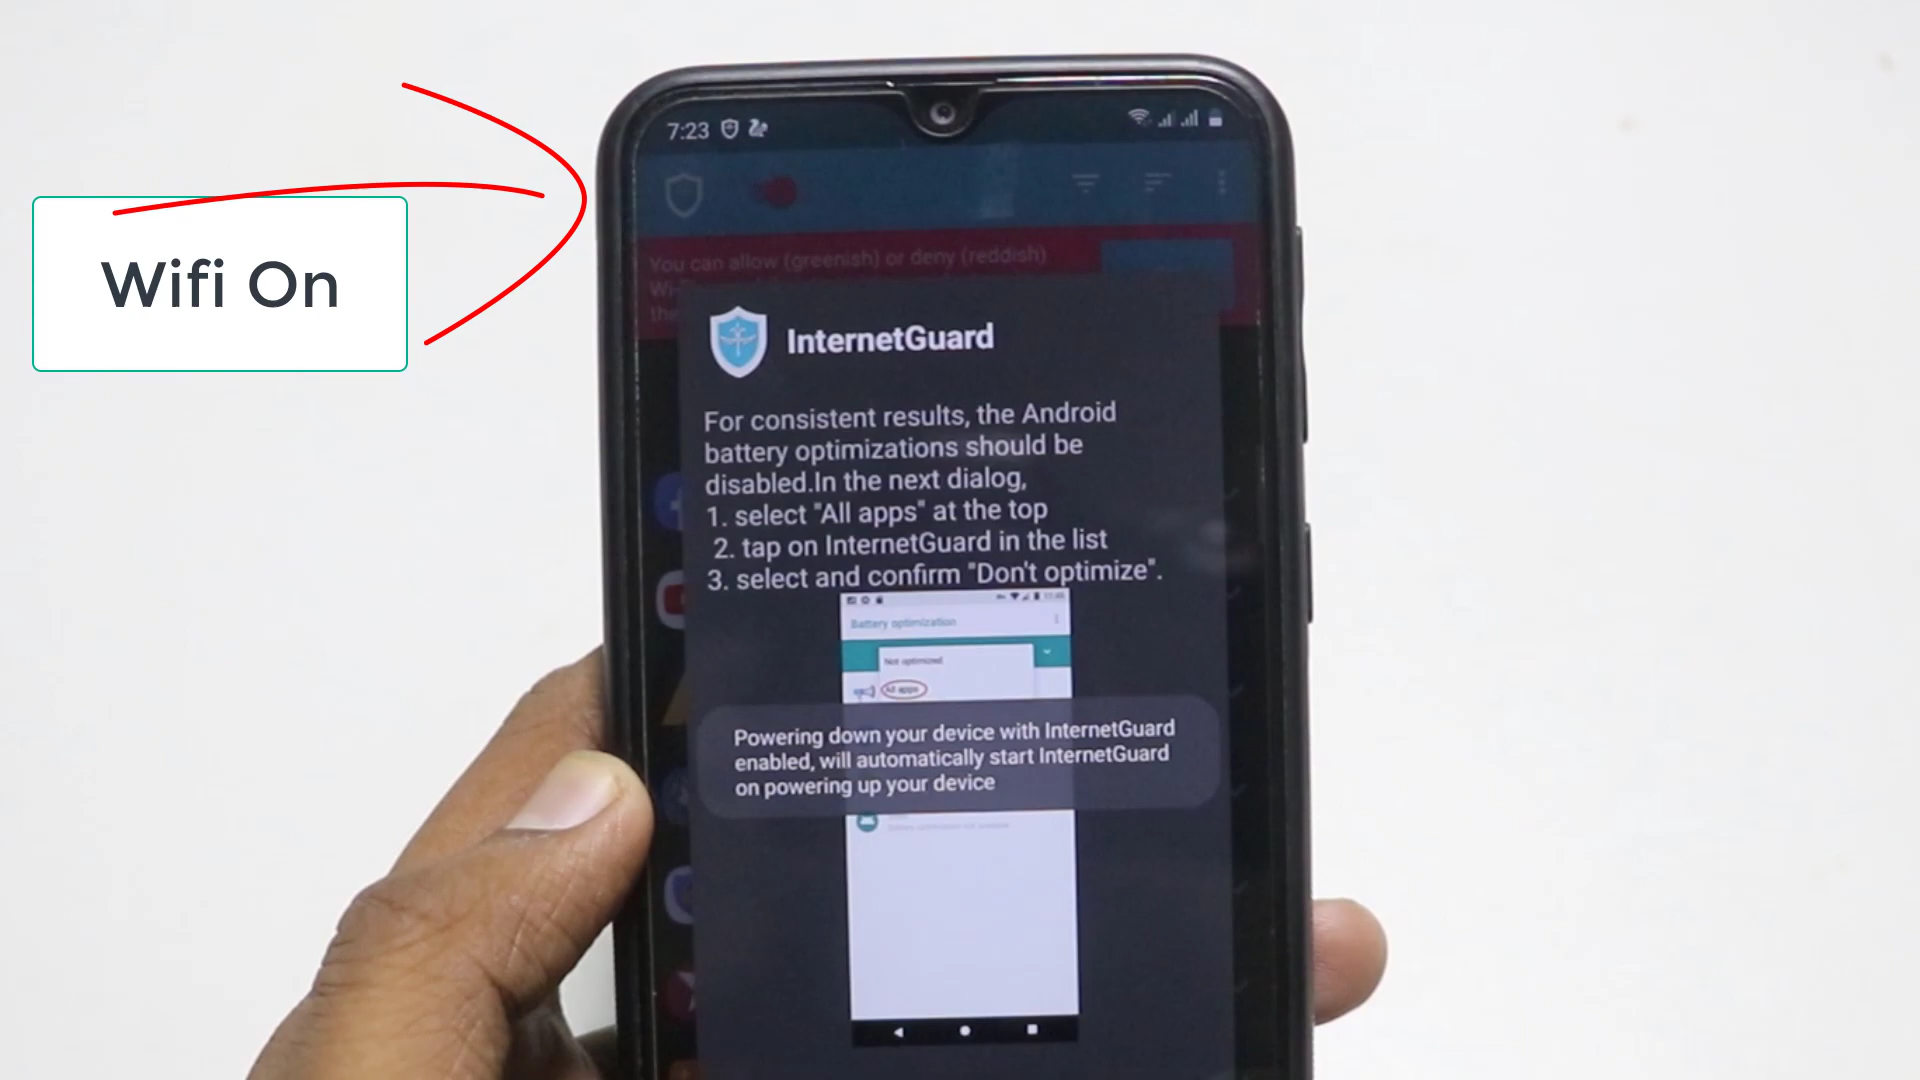 Wifi On
7:23
You can allow (greenish) or deny (reddish)
Wi-
the
InternetGuard
For consistent results, the Android
battery optimizations should be
disabled.In the next dialog,
1. select "All apps" at the top
2. tap on InternetGuard in the list
3. select and confirm "Don't optimize".
Battery optimization
Not optimized
All apps
Powering down your device with InternetGuard
enabled, will automatically start InternetGuard
on powering up your device